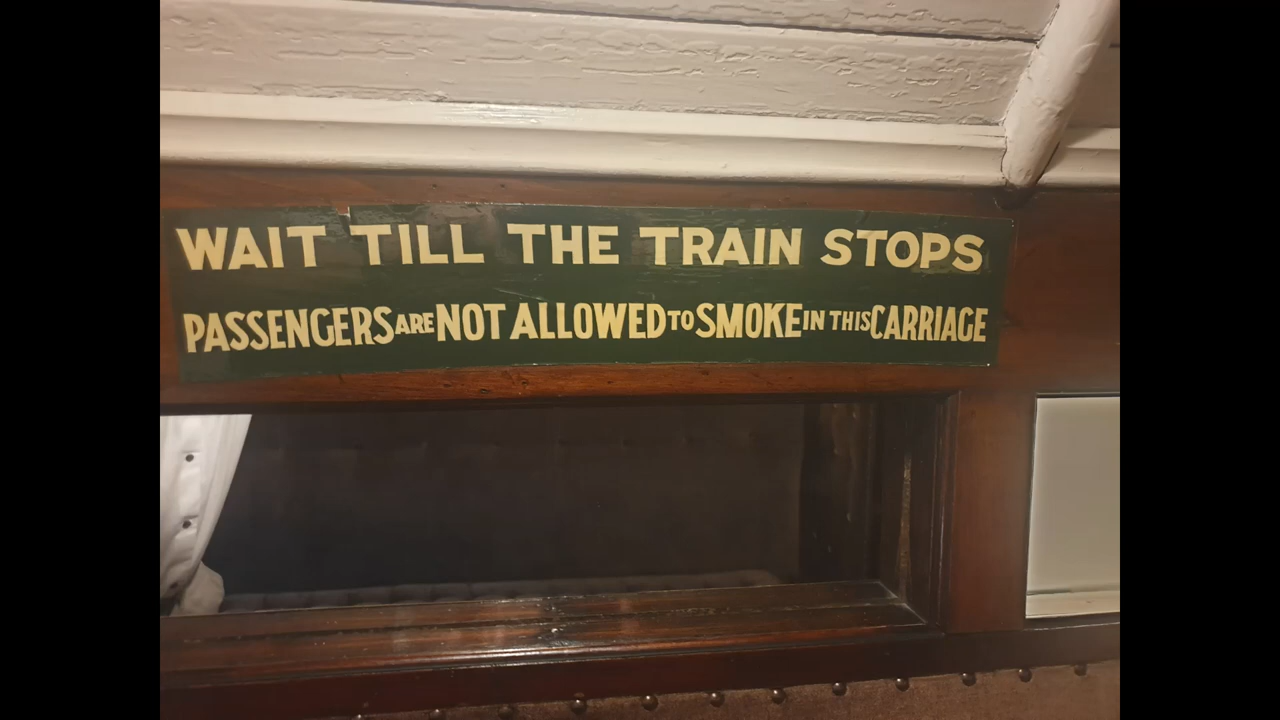 WAIT TILL THE TRAIN STOPS
PASSENGERS ARE NOT ALLOWED TO SMOKE IN THIS CARRIAGE